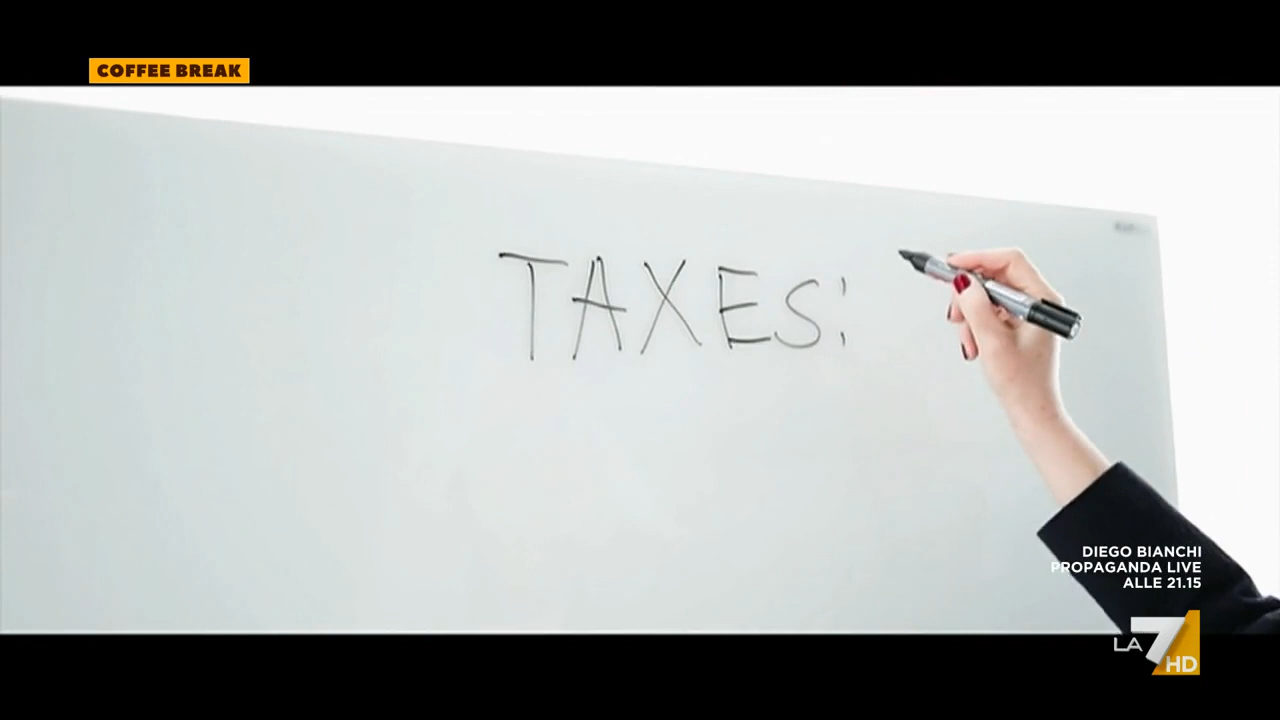 COFFEE BREAK
TAXES:
DIEGO BIANCHI
PROPAGANDA LIVE
ALLE 21.15
LA 7
HD